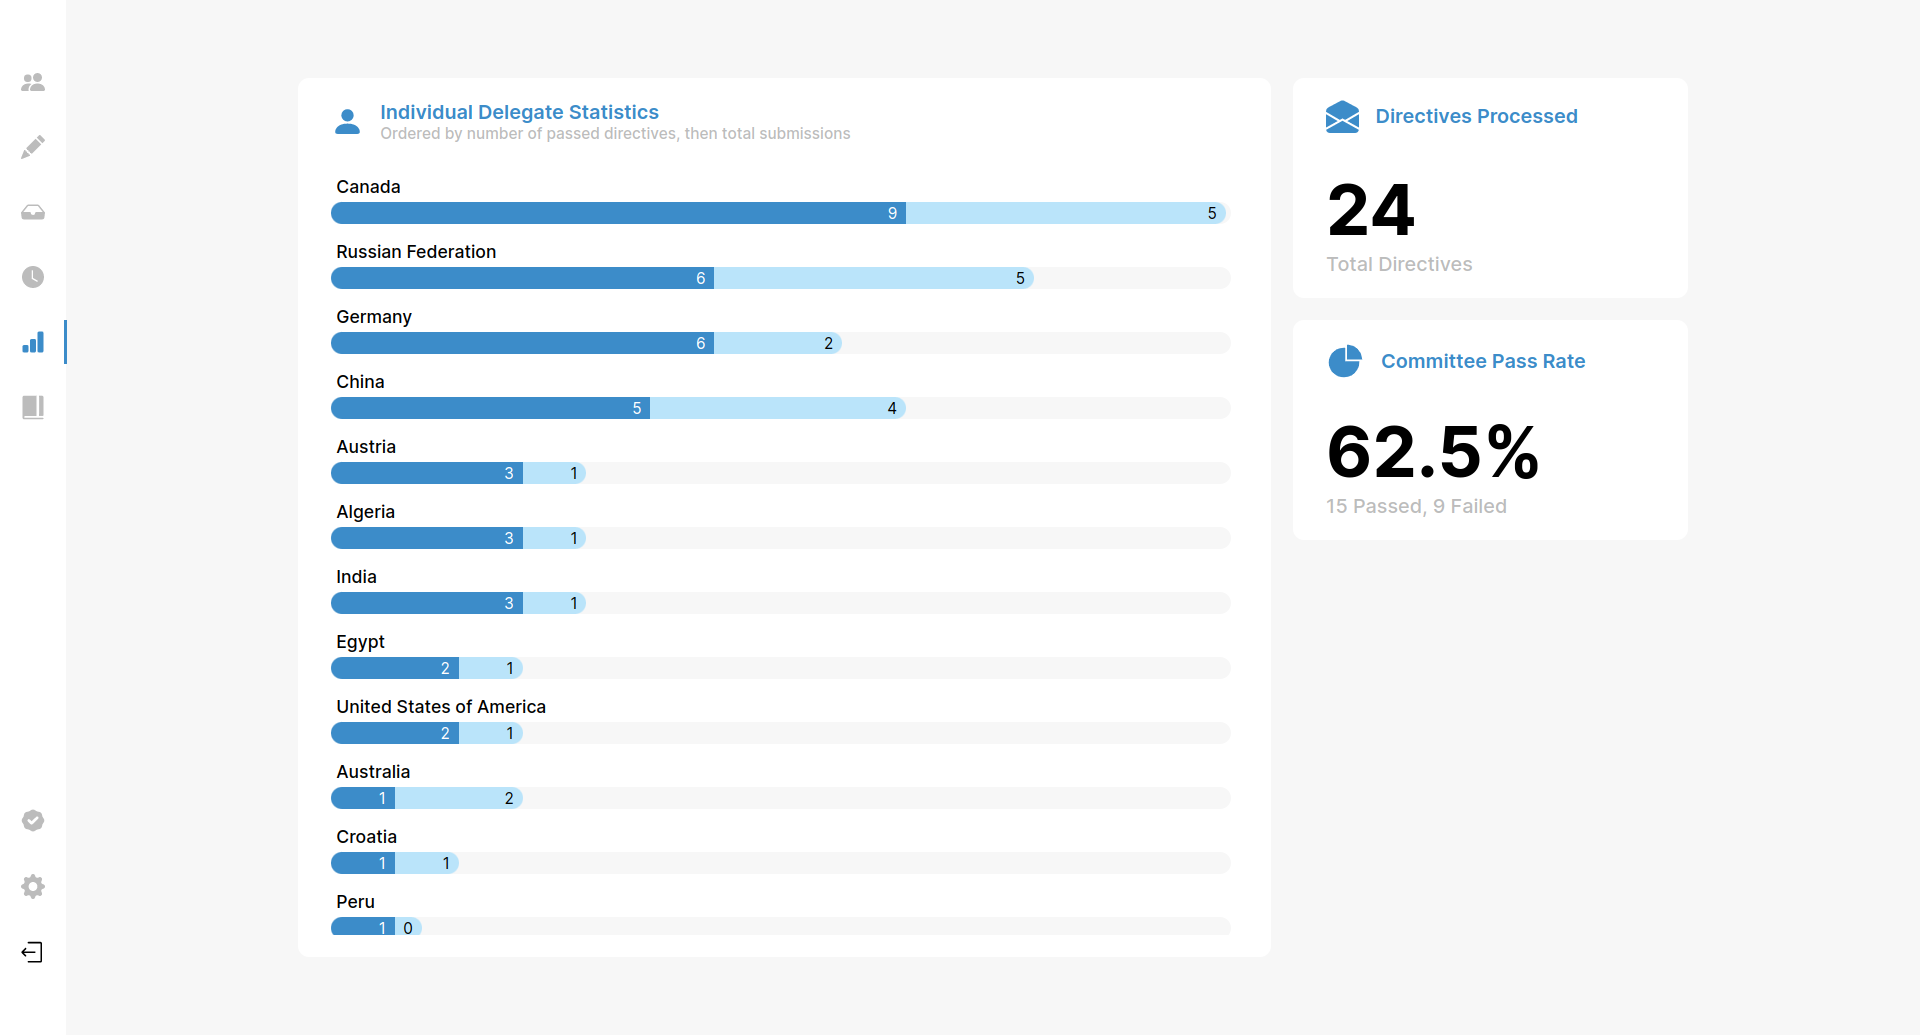 Individual Delegate Statistics
Ordered by number of passed directives, then total submissions
Canada
9 5
Russian Federation
6 5
Germany
6 2
China
5 4
Austria
3 1
Algeria
3 1
India
3 1
Egypt
2 1
United States of America
2 1
Australia
1 2
Croatia
1 1
Peru
1 0
Directives Processed
24
Total Directives
Committee Pass Rate
62.5%
15 Passed, 9 Failed